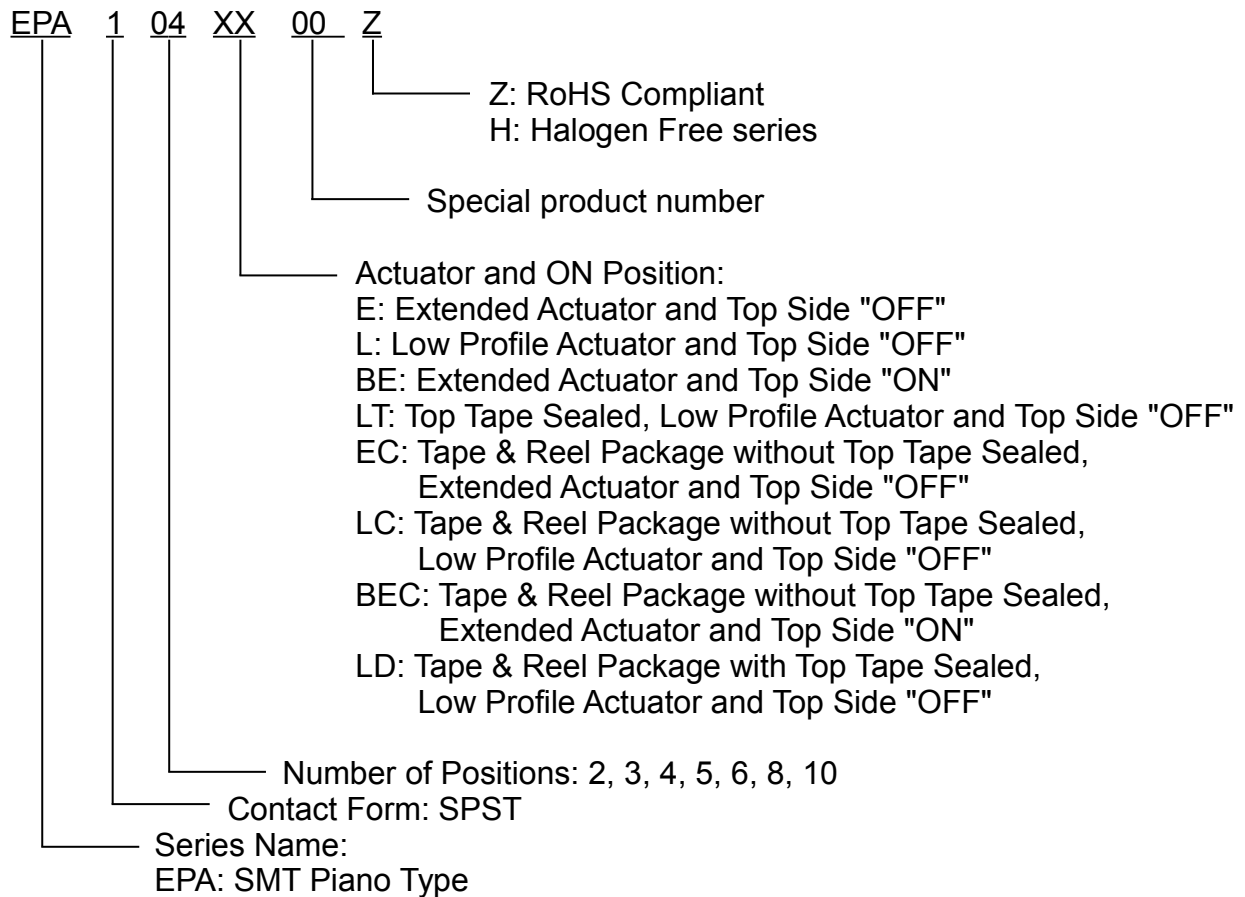 EPA 1 04 XX 00 Z
Z: RoHS Compliant
H: Halogen Free series
Special product number
Actuator and ON Position:
E: Extended Actuator and Top Side "OFF"
L: Low Profile Actuator and Top Side "OFF"
BE: Extended Actuator and Top Side "ON"
LT: Top Tape Sealed, Low Profile Actuator and Top Side "OFF"
EC: Tape & Reel Package without Top Tape Sealed,
Extended Actuator and Top Side "OFF"
LC: Tape & Reel Package without Top Tape Sealed,
Low Profile Actuator and Top Side "OFF"
BEC: Tape & Reel Package without Top Tape Sealed,
Extended Actuator and Top Side "ON"
LD: Tape & Reel Package with Top Tape Sealed,
Low Profile Actuator and Top Side "OFF"
Number of Positions: 2, 3, 4, 5, 6, 8, 10
Contact Form: SPST
Series Name:
EPA: SMT Piano Type